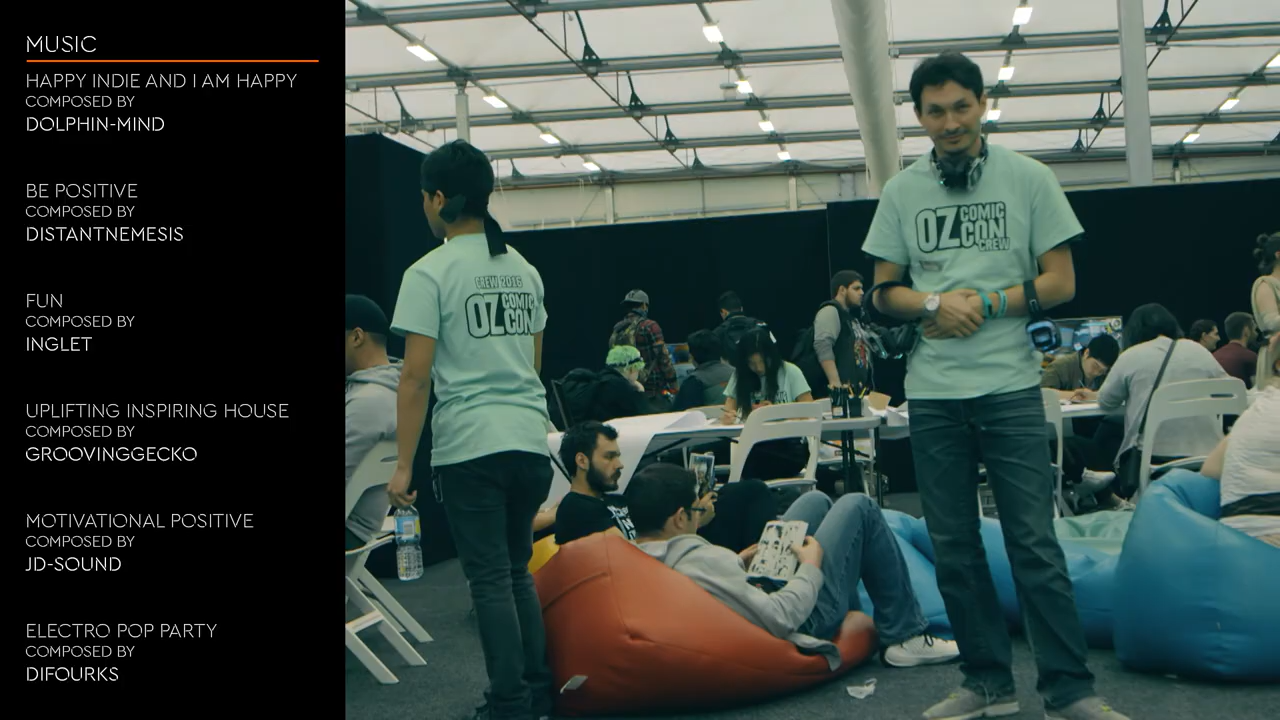 MUSIC
HAPPY INDIE AND I AM HAPPY
COMPOSED BY
DOLPHIN-MIND
BE POSITIVE
COMPOSED BY
DISTANTNEMESIS
FUN
COMPOSED BY
INGLET
UPLIFTING INSPIRING HOUSE
COMPOSED BY
GROOVINGGECKO
MOTIVATIONAL POSITIVE
COMPOSED BY
JD-SOUND
ELECTRO POP PARTY
COMPOSED BY
DIFOURKS
CREW 2016
OZ COMIC CON
OZ COMIC CON
CREW